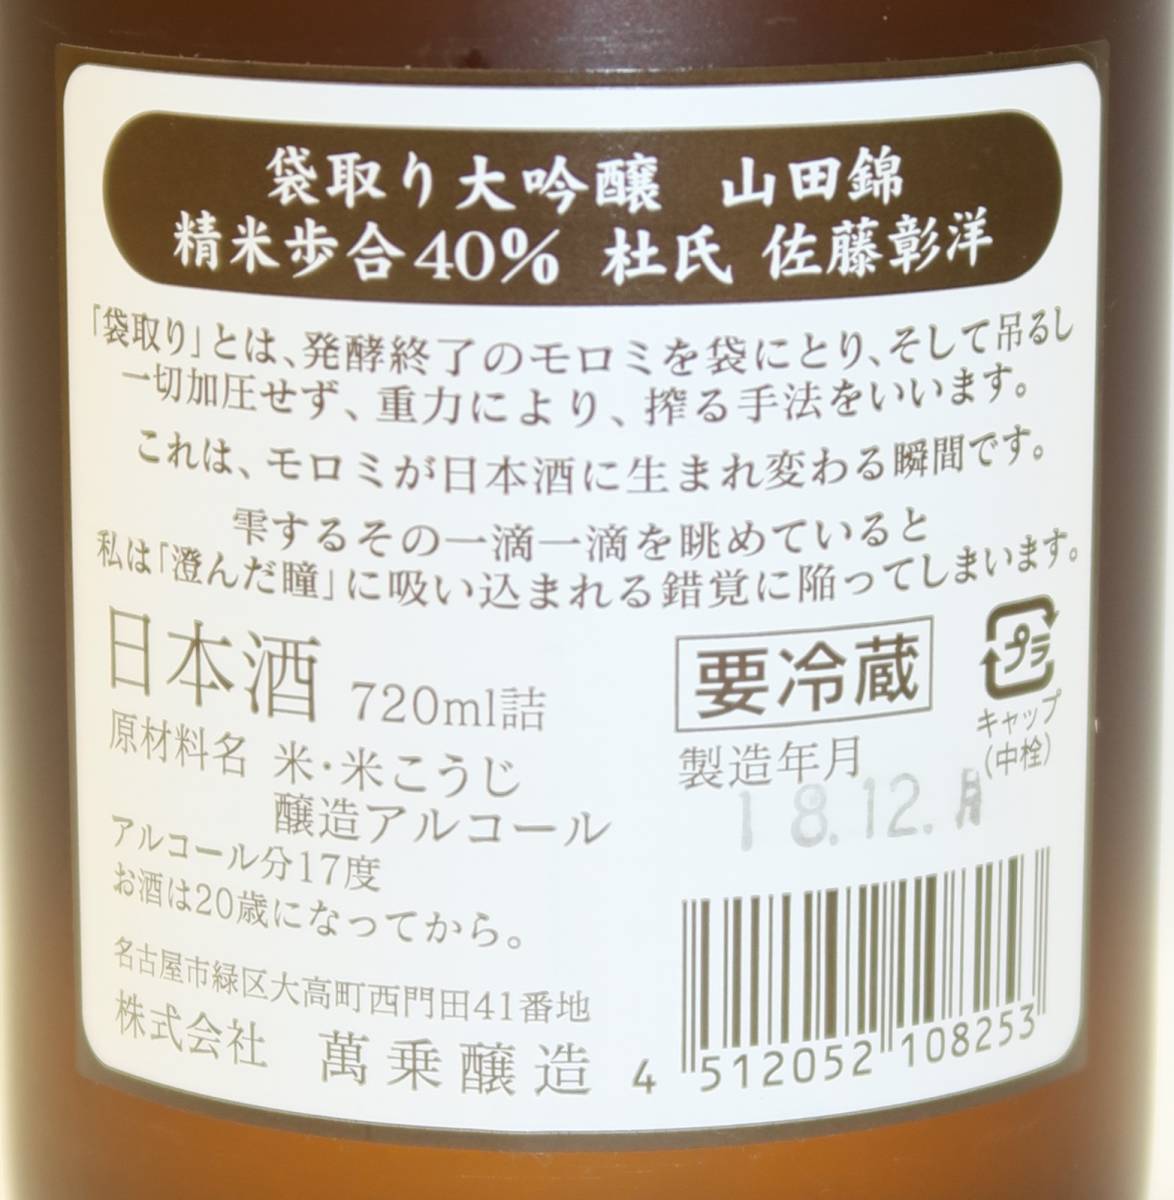 袋取り大吟醸 山田錦
精米歩合40% 杜氏 佐藤彰洋
「袋取り」とは、発酵終了のモロミを袋にとり、そして吊るし
一切加圧せず、重力により、搾る手法をいいます。
これは、モロミが日本酒に生まれ変わる瞬間です。
雫するその一滴一滴を眺めていると
私は「澄んだ瞳」に吸い込まれる錯覚に陥ってしまいます。
日本酒 720ml詰
要冷蔵
プラ
キャップ
(中栓)
原材料名 米・米こうじ
醸造アルコール
製造年月
18.12.月
アルコール分17度
お酒は20歳になってから。
名古屋市緑区大高町西門田41番地
株式会社 萬乗醸造
4 512052 108253